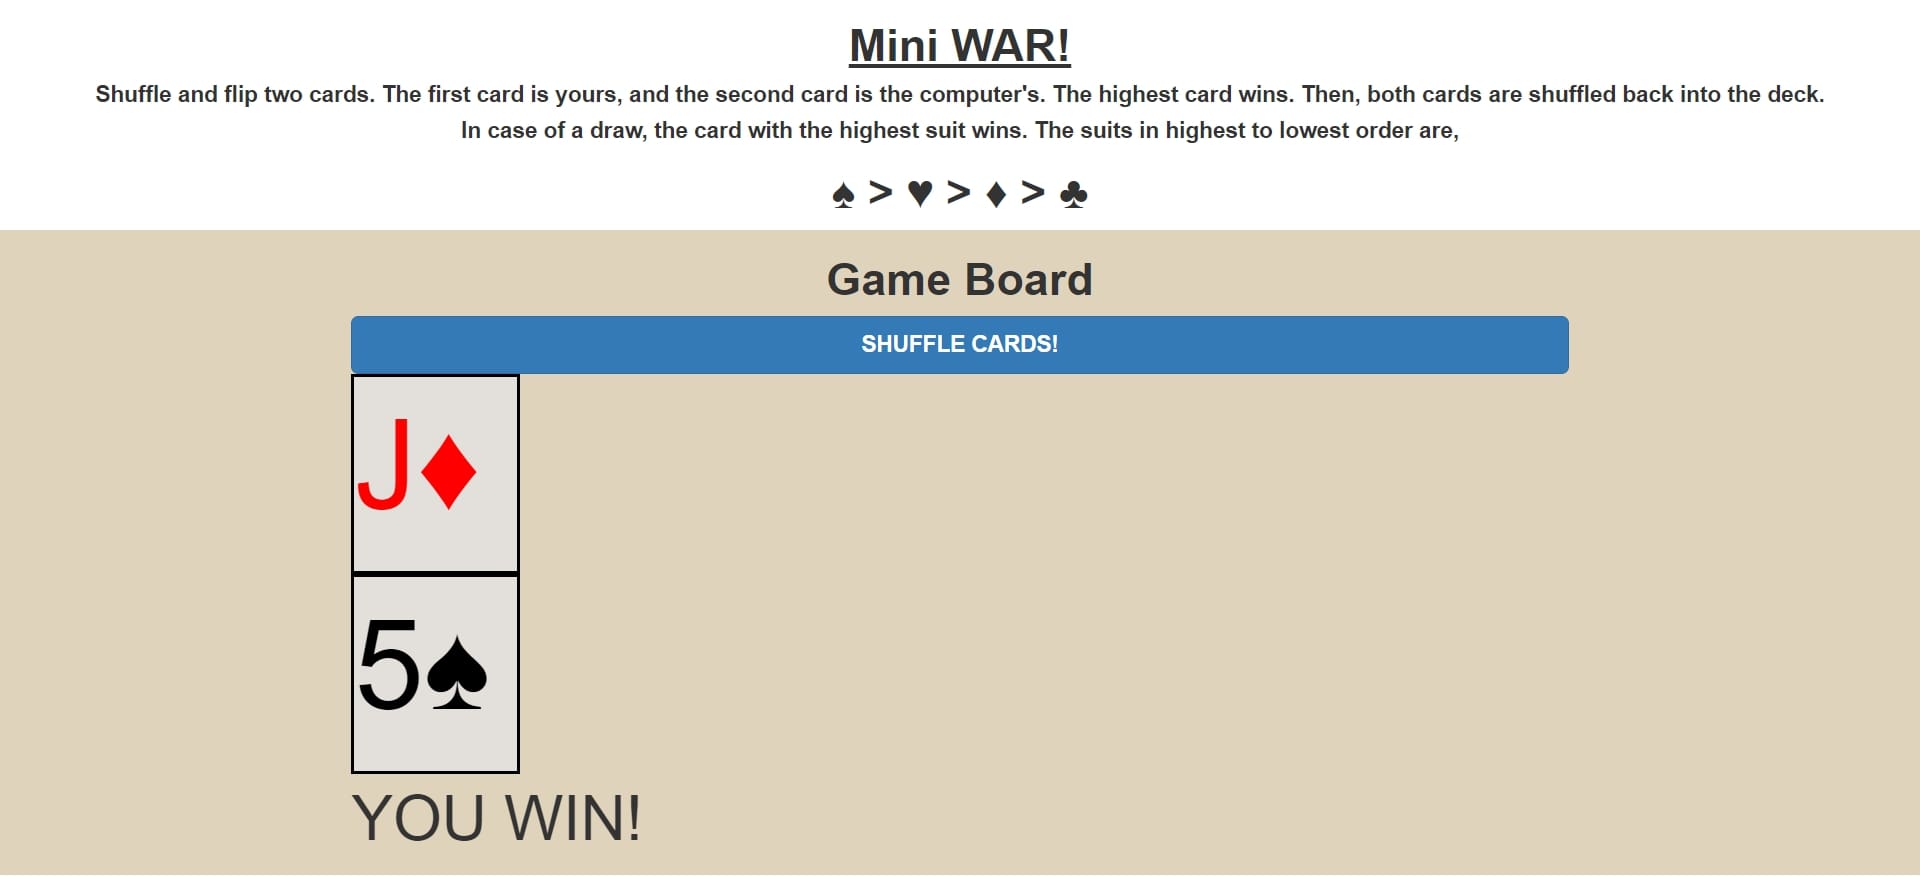 Mini WAR!
Shuffle and flip two cards. The first card is yours, and the second card is the computer's. The highest card wins. Then, both cards are shuffled back into the deck.
In case of a draw, the card with the highest suit wins. The suits in highest to lowest order are,
♠ > ♥ > ♦ > ♣
Game Board
SHUFFLE CARDS!
J♦
5♠
YOU WIN!